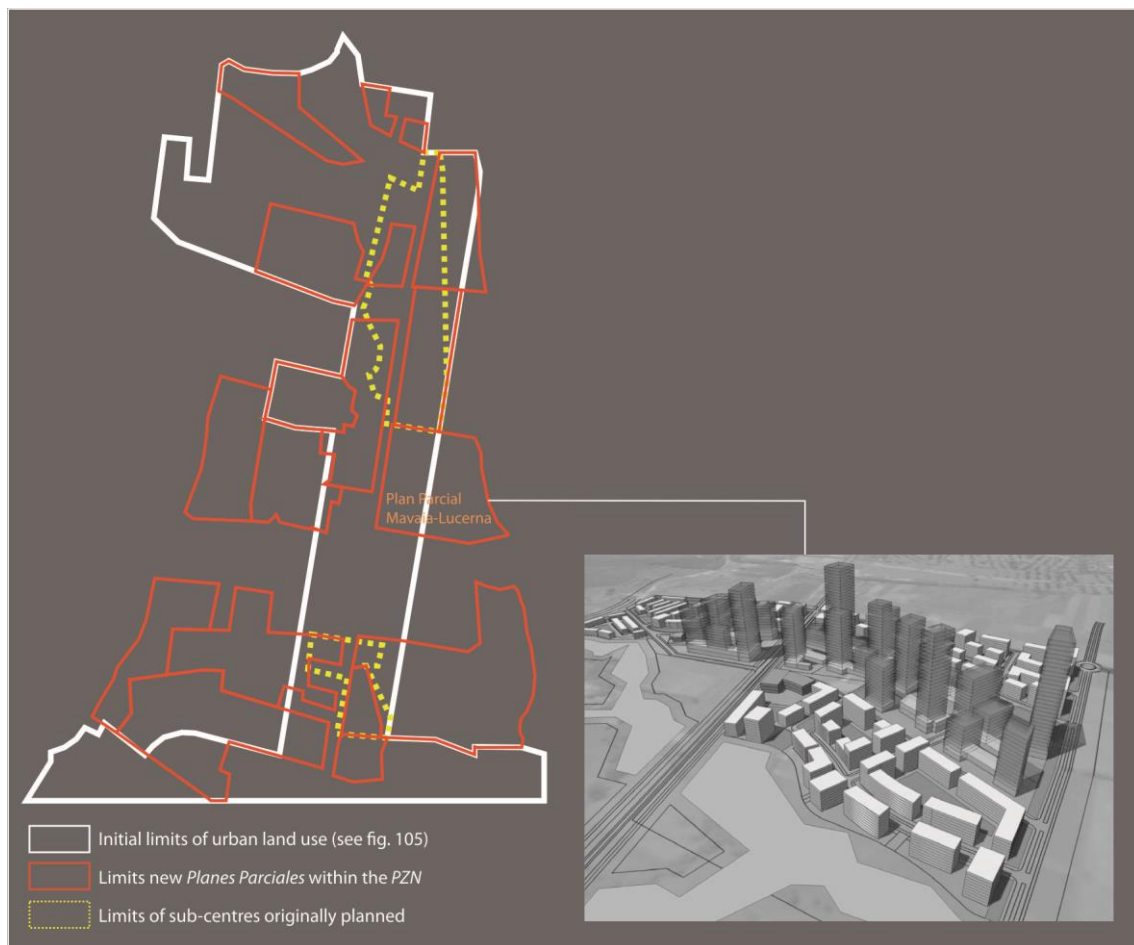 Plan Parcial
Mavaia-Lucerna
Initial limits of urban land use (see fig. 105)
Limits new Planes Parciales within the PZN
Limits of sub-centres originally planned